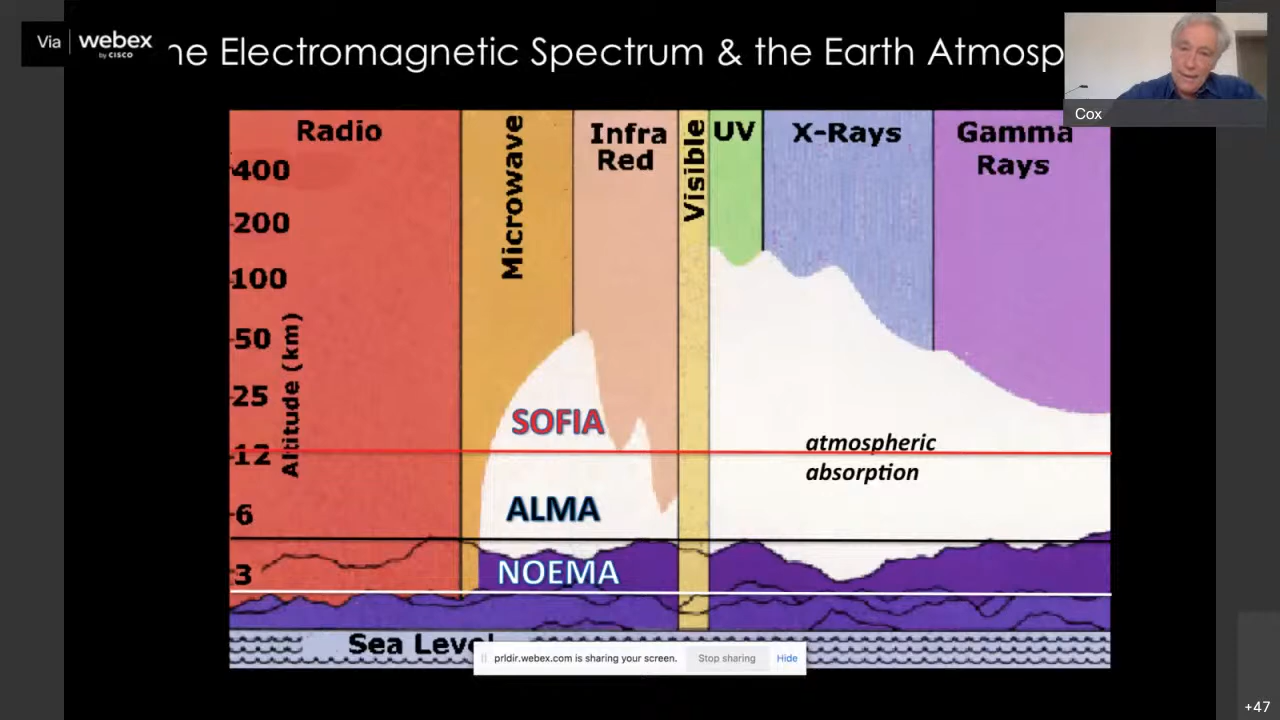 Via webex
by CISCO
he Electromagnetic Spectrum & the Earth Atmosp
Cox
Radio
Microwave
Infra
Red
Visible
UV
X-Rays
Gamma
Rays
400
200
100
50
25
12
6
3
Altitude (km)
SOFIA
atmospheric
absorption
ALMA
NOEMA
Sea Level
prldir.webex.com is sharing your screen.
Stop sharing
Hide
+47